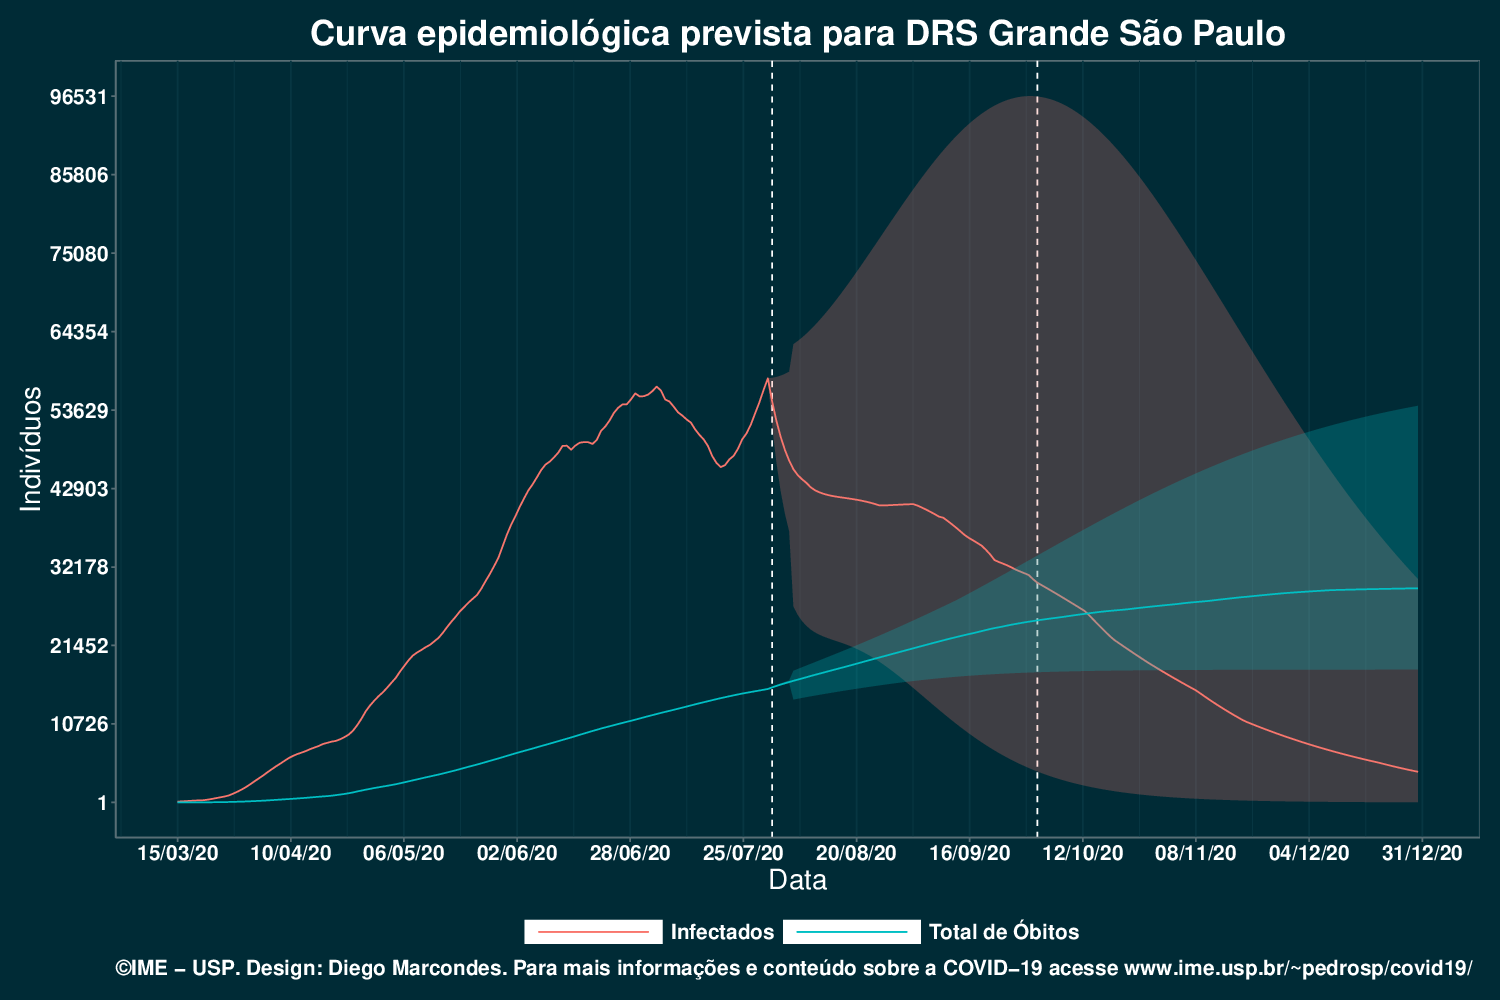 Curva epidemiológica prevista para DRS Grande São Paulo
96531
85806
75080
64354
53629
42903
32178
21452
10726
1
Indivíduos
15/03/20 10/04/20 06/05/20 02/06/20 28/06/20 25/07/20 20/08/20 16/09/20 12/10/20 08/11/20 04/12/20 31/12/20
Data
Infectados Total de Óbitos
©IME − USP. Design: Diego Marcondes. Para mais informações e conteúdo sobre a COVID−19 acesse www.ime.usp.br/~pedrosp/covid19/